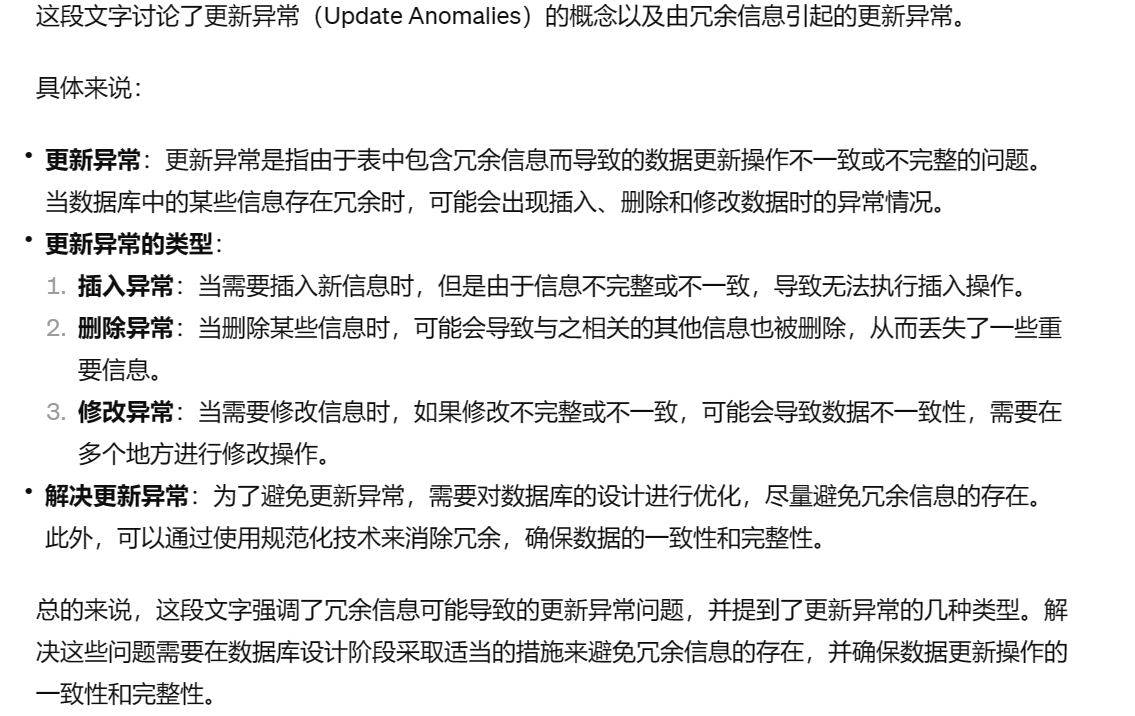 这段文字讨论了更新异常（Update Anomalies）的概念以及由冗余信息引起的更新异常。
具体来说：
• 更新异常：更新异常是指由于表中包含冗余信息而导致的数据更新操作不一致或不完整的问题。
当数据库中的某些信息存在冗余时，可能会出现插入、删除和修改数据时的异常情况。
• 更新异常的类型：
1. 插入异常：当需要插入新信息时，但是由于信息不完整或不一致，导致无法执行插入操作。
2. 删除异常：当删除某些信息时，可能会导致与之相关的其他信息也被删除，从而丢失了一些重
要信息。
3. 修改异常：当需要修改信息时，如果修改不完整或不一致，可能会导致数据不一致性，需要在
多个地方进行修改操作。
• 解决更新异常：为了避免更新异常，需要对数据库的设计进行优化，尽量避免冗余信息的存在。
此外，可以通过使用规范化技术来消除冗余，确保数据的一致性和完整性。
总的来说，这段文字强调了冗余信息可能导致的更新异常问题，并提到了更新异常的几种类型。解
决这些问题需要在数据库设计阶段采取适当的措施来避免冗余信息的存在，并确保数据更新操作的
一致性和完整性。